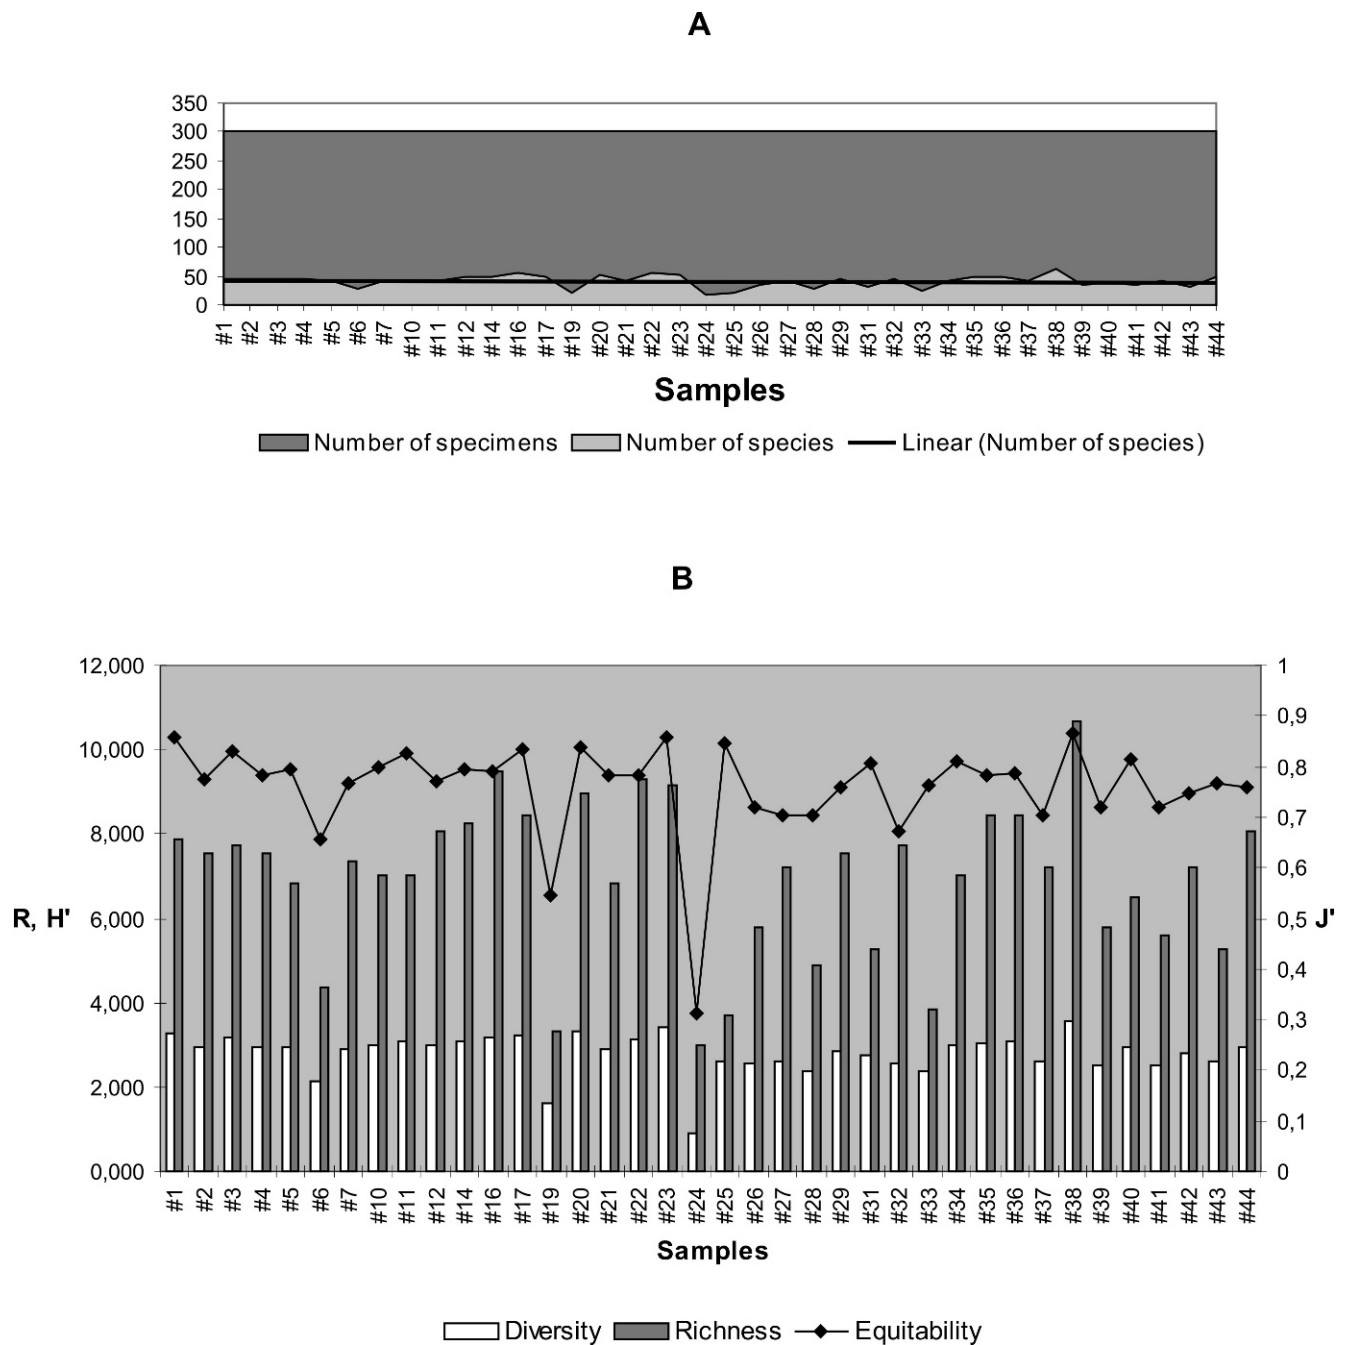 A
350
300
250
200
150
100
50
0
#1 #2 #3 #4 #5 #6 #7 #10 #11 #12 #14 #16 #17 #19 #20 #21 #22 #23 #24 #25 #26 #27 #28 #29 #31 #32 #33 #34 #35 #36 #37 #38 #39 #40 #41 #42 #43 #44
Samples
Number of specimens Number of species Linear (Number of species)
B
12,000
10,000
8,000
6,000
4,000
2,000
0,000
R, H'
1
0,9
0,8
0,7
0,6
0,5
0,4
0,3
0,2
0,1
0
J'
#1 #2 #3 #4 #5 #6 #7 #10 #11 #12 #14 #16 #17 #19 #20 #21 #22 #23 #24 #25 #26 #27 #28 #29 #31 #32 #33 #34 #35 #36 #37 #38 #39 #40 #41 #42 #43 #44
Samples
Diversity Richness Equitability